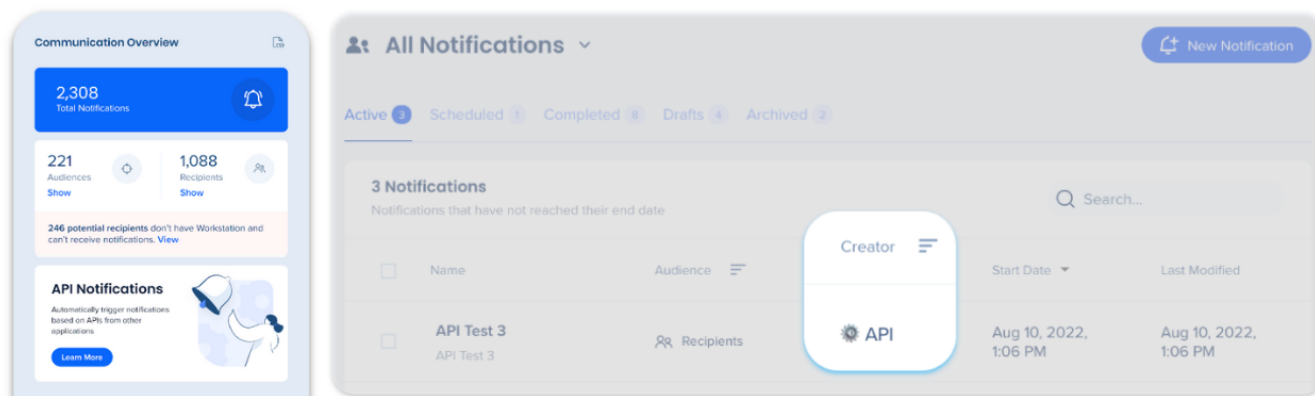 Communication Overview
2,308
Total Notifications
221
Audiences
Show
1,088
Recipients
Show
246 potential recipients don't have Workstation and
can't receive notifications. View
API Notifications
Automatically trigger notifications
based on APIs from other
applications
Learn More
All Notifications
New Notification
Active 3 Scheduled 1 Completed 8 Drafts 4 Archived 2
3 Notifications
Notifications that have not reached their end date
Search...
Name Audience Creator Start Date Last Modified
API Test 3
API Test 3
Recipients
API
Aug 10, 2022,
1:06 PM
Aug 10, 2022,
1:06 PM